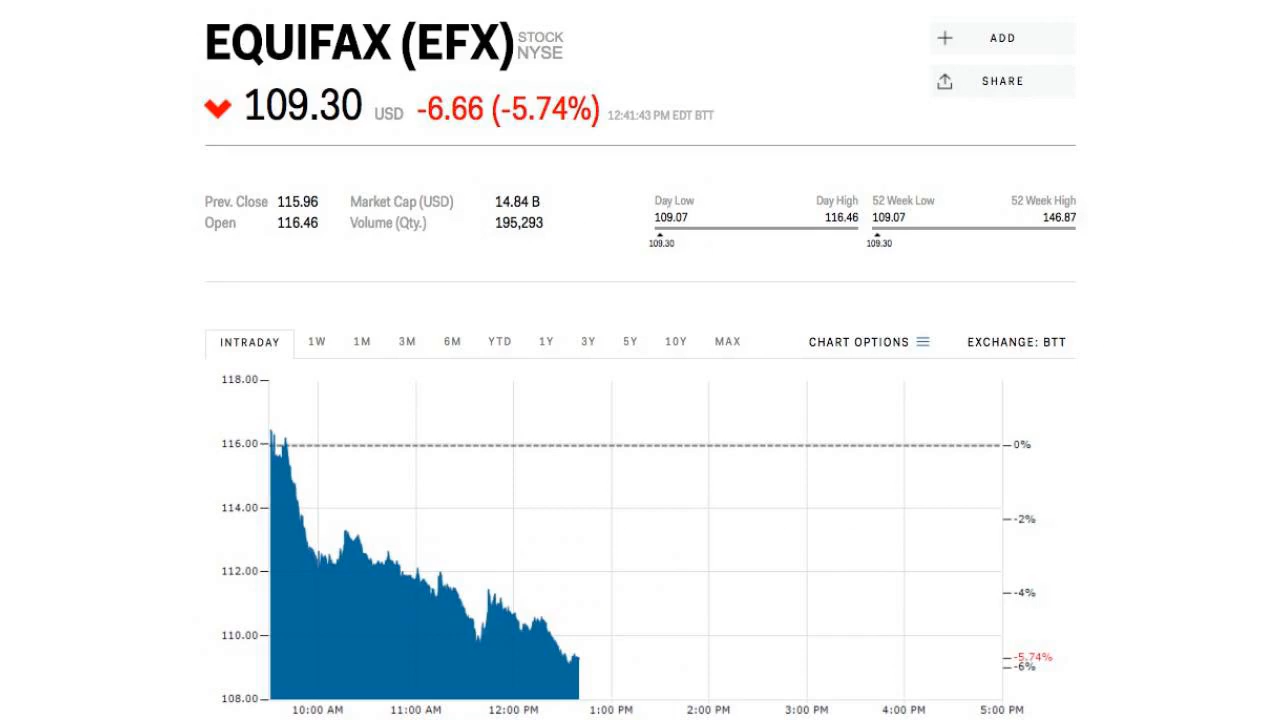 EQUIFAX (EFX) STOCK NYSE
+ ADD
SHARE
109.30 USD -6.66 (-5.74%) 12:41:43 PM EDT BTT
Prev. Close 115.96 Market Cap (USD) 14.84 B
Open 116.46 Volume (Qty.) 195,293
Day Low Day High 52 Week Low 52 Week High
109.07 116.46 109.07 146.87
109.30 109.30
INTRADAY 1W 1M 3M 6M YTD 1Y 3Y 5Y 10Y MAX CHART OPTIONS EXCHANGE: BTT
118.00
116.00 0%
114.00 -2%
112.00 -4%
110.00 -5.74%
-6%
108.00
10:00 AM 11:00 AM 12:00 PM 1:00 PM 2:00 PM 3:00 PM 4:00 PM 5:00 PM